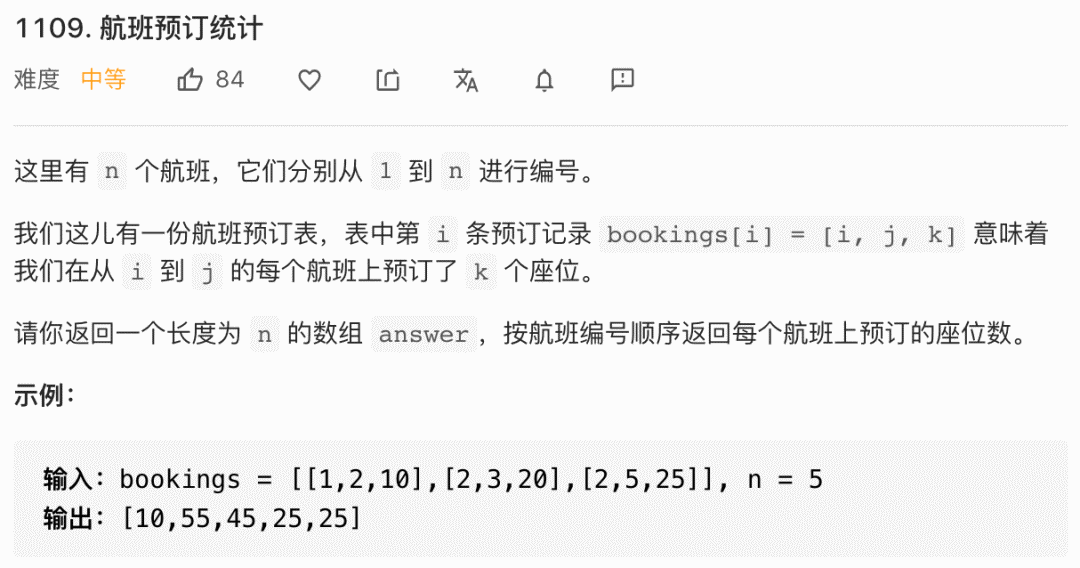 1109. 航班预订统计
难度 中等 84
这里有 n 个航班，它们分别从 1 到 n 进行编号。
我们这儿有一份航班预订表，表中第 i 条预订记录 bookings[i] = [i, j, k] 意味着
我们在从 i 到 j 的每个航班上预订了 k 个座位。
请你返回一个长度为 n 的数组 answer，按航班编号顺序返回每个航班上预订的座位数。
示例：
输入：bookings = [[1,2,10],[2,3,20],[2,5,25]], n = 5
输出：[10,55,45,25,25]